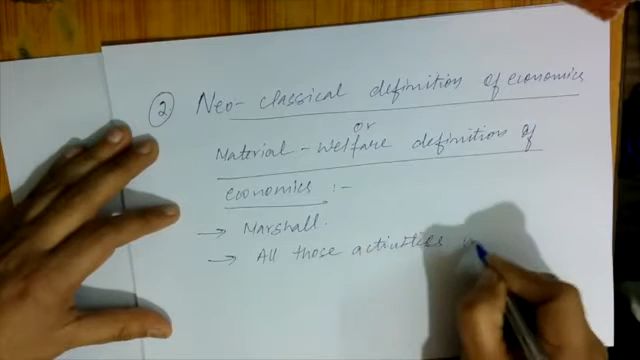 2 Neo-classical definition of economics
or
Material-welfare definition of
economics :-
→ Marshall.
→ All those activities